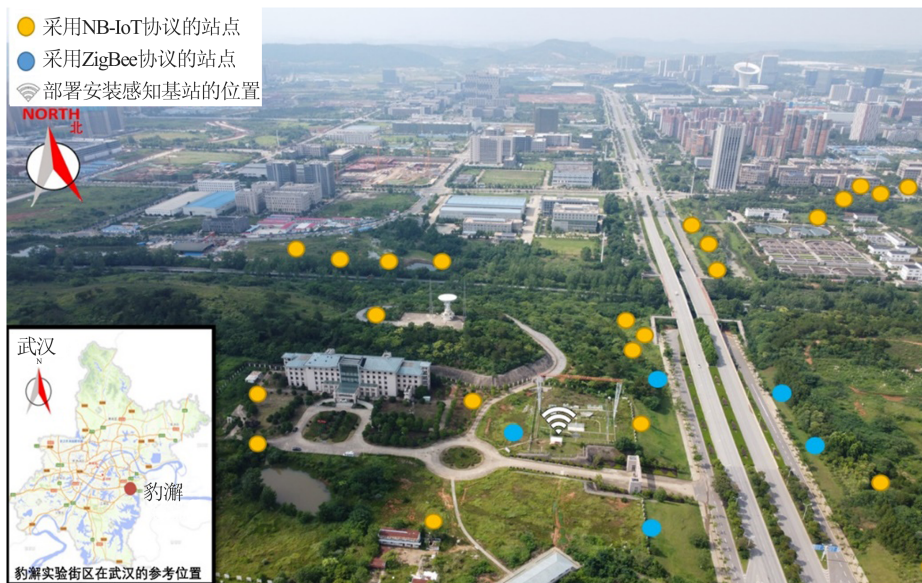 采用NB-IoT协议的站点
采用ZigBee协议的站点
部署安装感知基站的位置
NORTH
北
武汉
N
豹澥
豹澥实验街区在武汉的参考位置